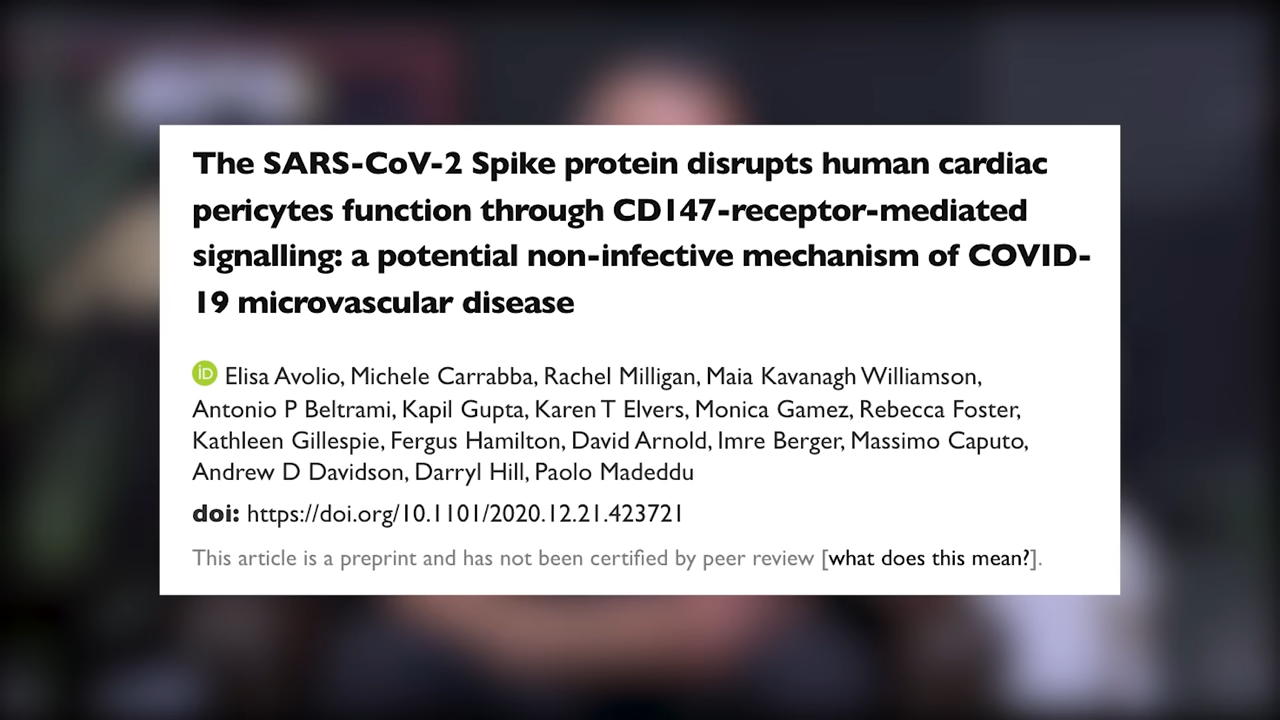 The SARS-CoV-2 Spike protein disrupts human cardiac
pericytes function through CD147-receptor-mediated
signalling: a potential non-infective mechanism of COVID-
19 microvascular disease
iD Elisa Avolio, Michele Carrabba, Rachel Milligan, Maia Kavanagh Williamson,
Antonio P Beltrami, Kapil Gupta, Karen T Elvers, Monica Gamez, Rebecca Foster,
Kathleen Gillespie, Fergus Hamilton, David Arnold, Imre Berger, Massimo Caputo,
Andrew D Davidson, Darryl Hill, Paolo Madeddu
doi: https://doi.org/10.1101/2020.12.21.423721
This article is a preprint and has not been certified by peer review [what does this mean?].